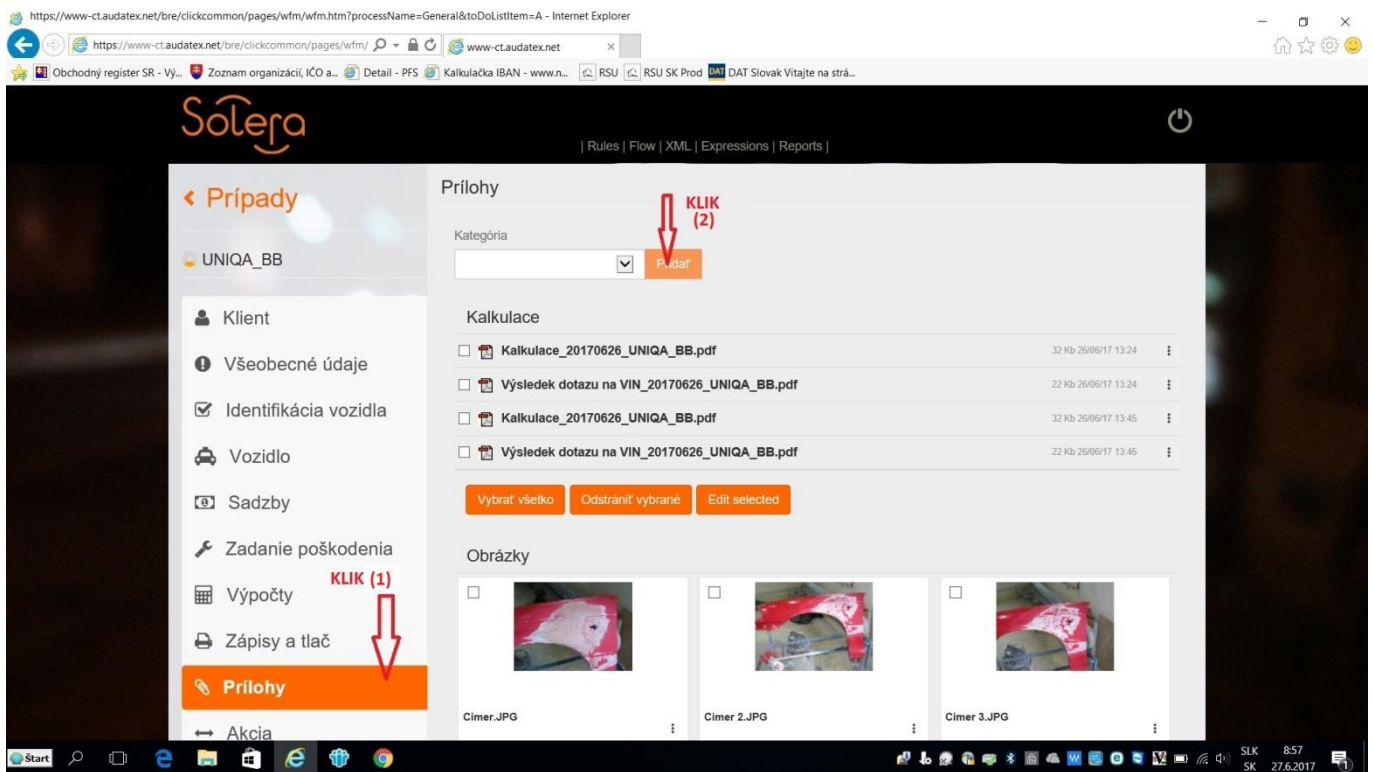 https://www-ct.audatex.net/bre/clickcommon/pages/wfm/wfm.htm?processName=General&toDoListItem=A - Internet Explorer
https://www-ct.audatex.net/bre/clickcommon/pages/wfm/
www-ct.audatex.net
Obchodný register SR - Vý... Zoznam organizácií, IČO a... Detail - PFS Kalkulačka IBAN - www.n... RSU RSU SK Prod DAT DAT Slovak Vitajte na strá...
Solera
| Rules | Flow | XML | Expressions | Reports |
Prípady
Prílohy
KLIK
(2)
Kategória
UNIQA_BB
Pridať
Klient
Kalkulace
Kalkulace_20170626_UNIQA_BB.pdf 32 Kb 26/06/17 13:24
Všeobecné údaje
Výsledek dotazu na VIN_20170626_UNIQA_BB.pdf 22 Kb 26/06/17 13:24
Identifikácia vozidla
Kalkulace_20170626_UNIQA_BB.pdf 32 Kb 26/06/17 13:45
Vozidlo
Výsledek dotazu na VIN_20170626_UNIQA_BB.pdf 22 Kb 26/06/17 13:45
Sadzby
Vybrať všetko Odstrániť vybrané Edit selected
Zadanie poškodenia
Obrázky
KLIK (1)
Výpočty
Zápisy a tlač
Prílohy
Cimer.JPG Cimer 2.JPG Cimer 3.JPG
Akcia
Štart
SLK 8:57
SK 27.6.2017